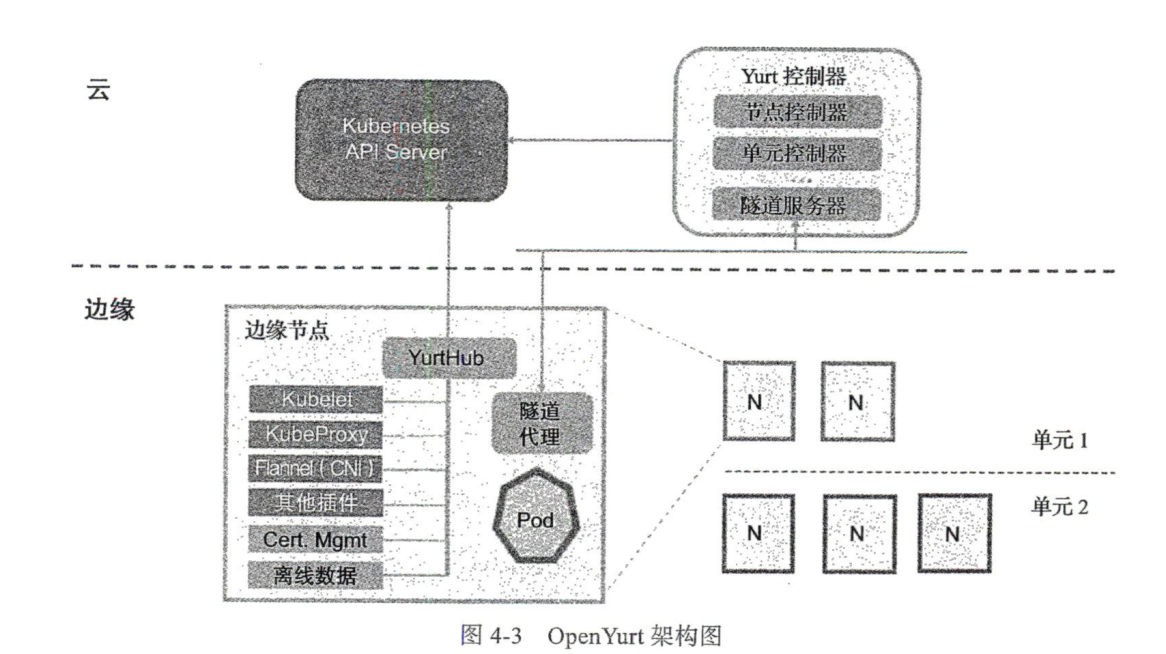 云
Kubernetes
API Server
Yurt 控制器
节点控制器
单元控制器
...
隧道服务器
边缘
边缘节点
YurtHub
Kubelet
KubeProxy
Flannel（CNI）
其他插件
Cert. Mgmt
离线数据
隧道
代理
Pod
N
N
单元 1
单元 2
N
N
N
图 4-3 OpenYurt 架构图